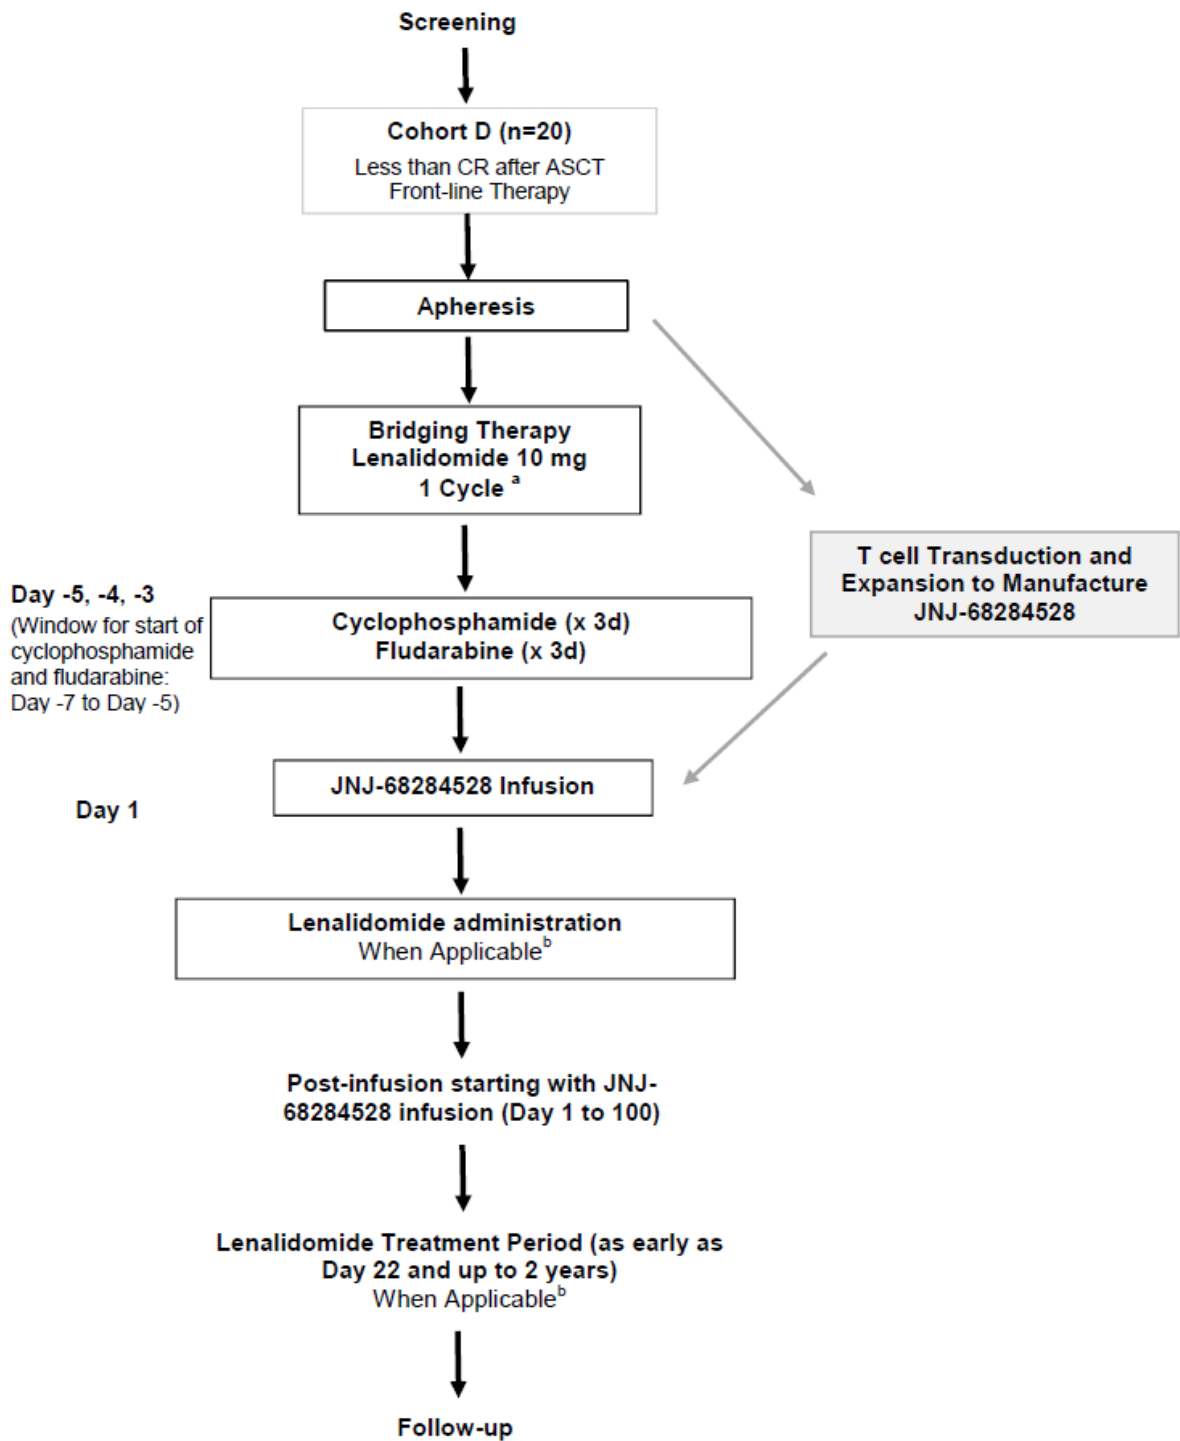 Screening
Cohort D (n=20)
Less than CR after ASCT
Front-line Therapy
Apheresis
Bridging Therapy
Lenalidomide 10 mg
1 Cycle a
T cell Transduction and
Expansion to Manufacture
JNJ-68284528
Day -5, -4, -3
(Window for start of
cyclophosphamide
and fludarabine:
Day -7 to Day -5)
Cyclophosphamide (x 3d)
Fludarabine (x 3d)
JNJ-68284528 Infusion
Day 1
Lenalidomide administration
When Applicableb
Post-infusion starting with JNJ-
68284528 infusion (Day 1 to 100)
Lenalidomide Treatment Period (as early as
Day 22 and up to 2 years)
When Applicableb
Follow-up